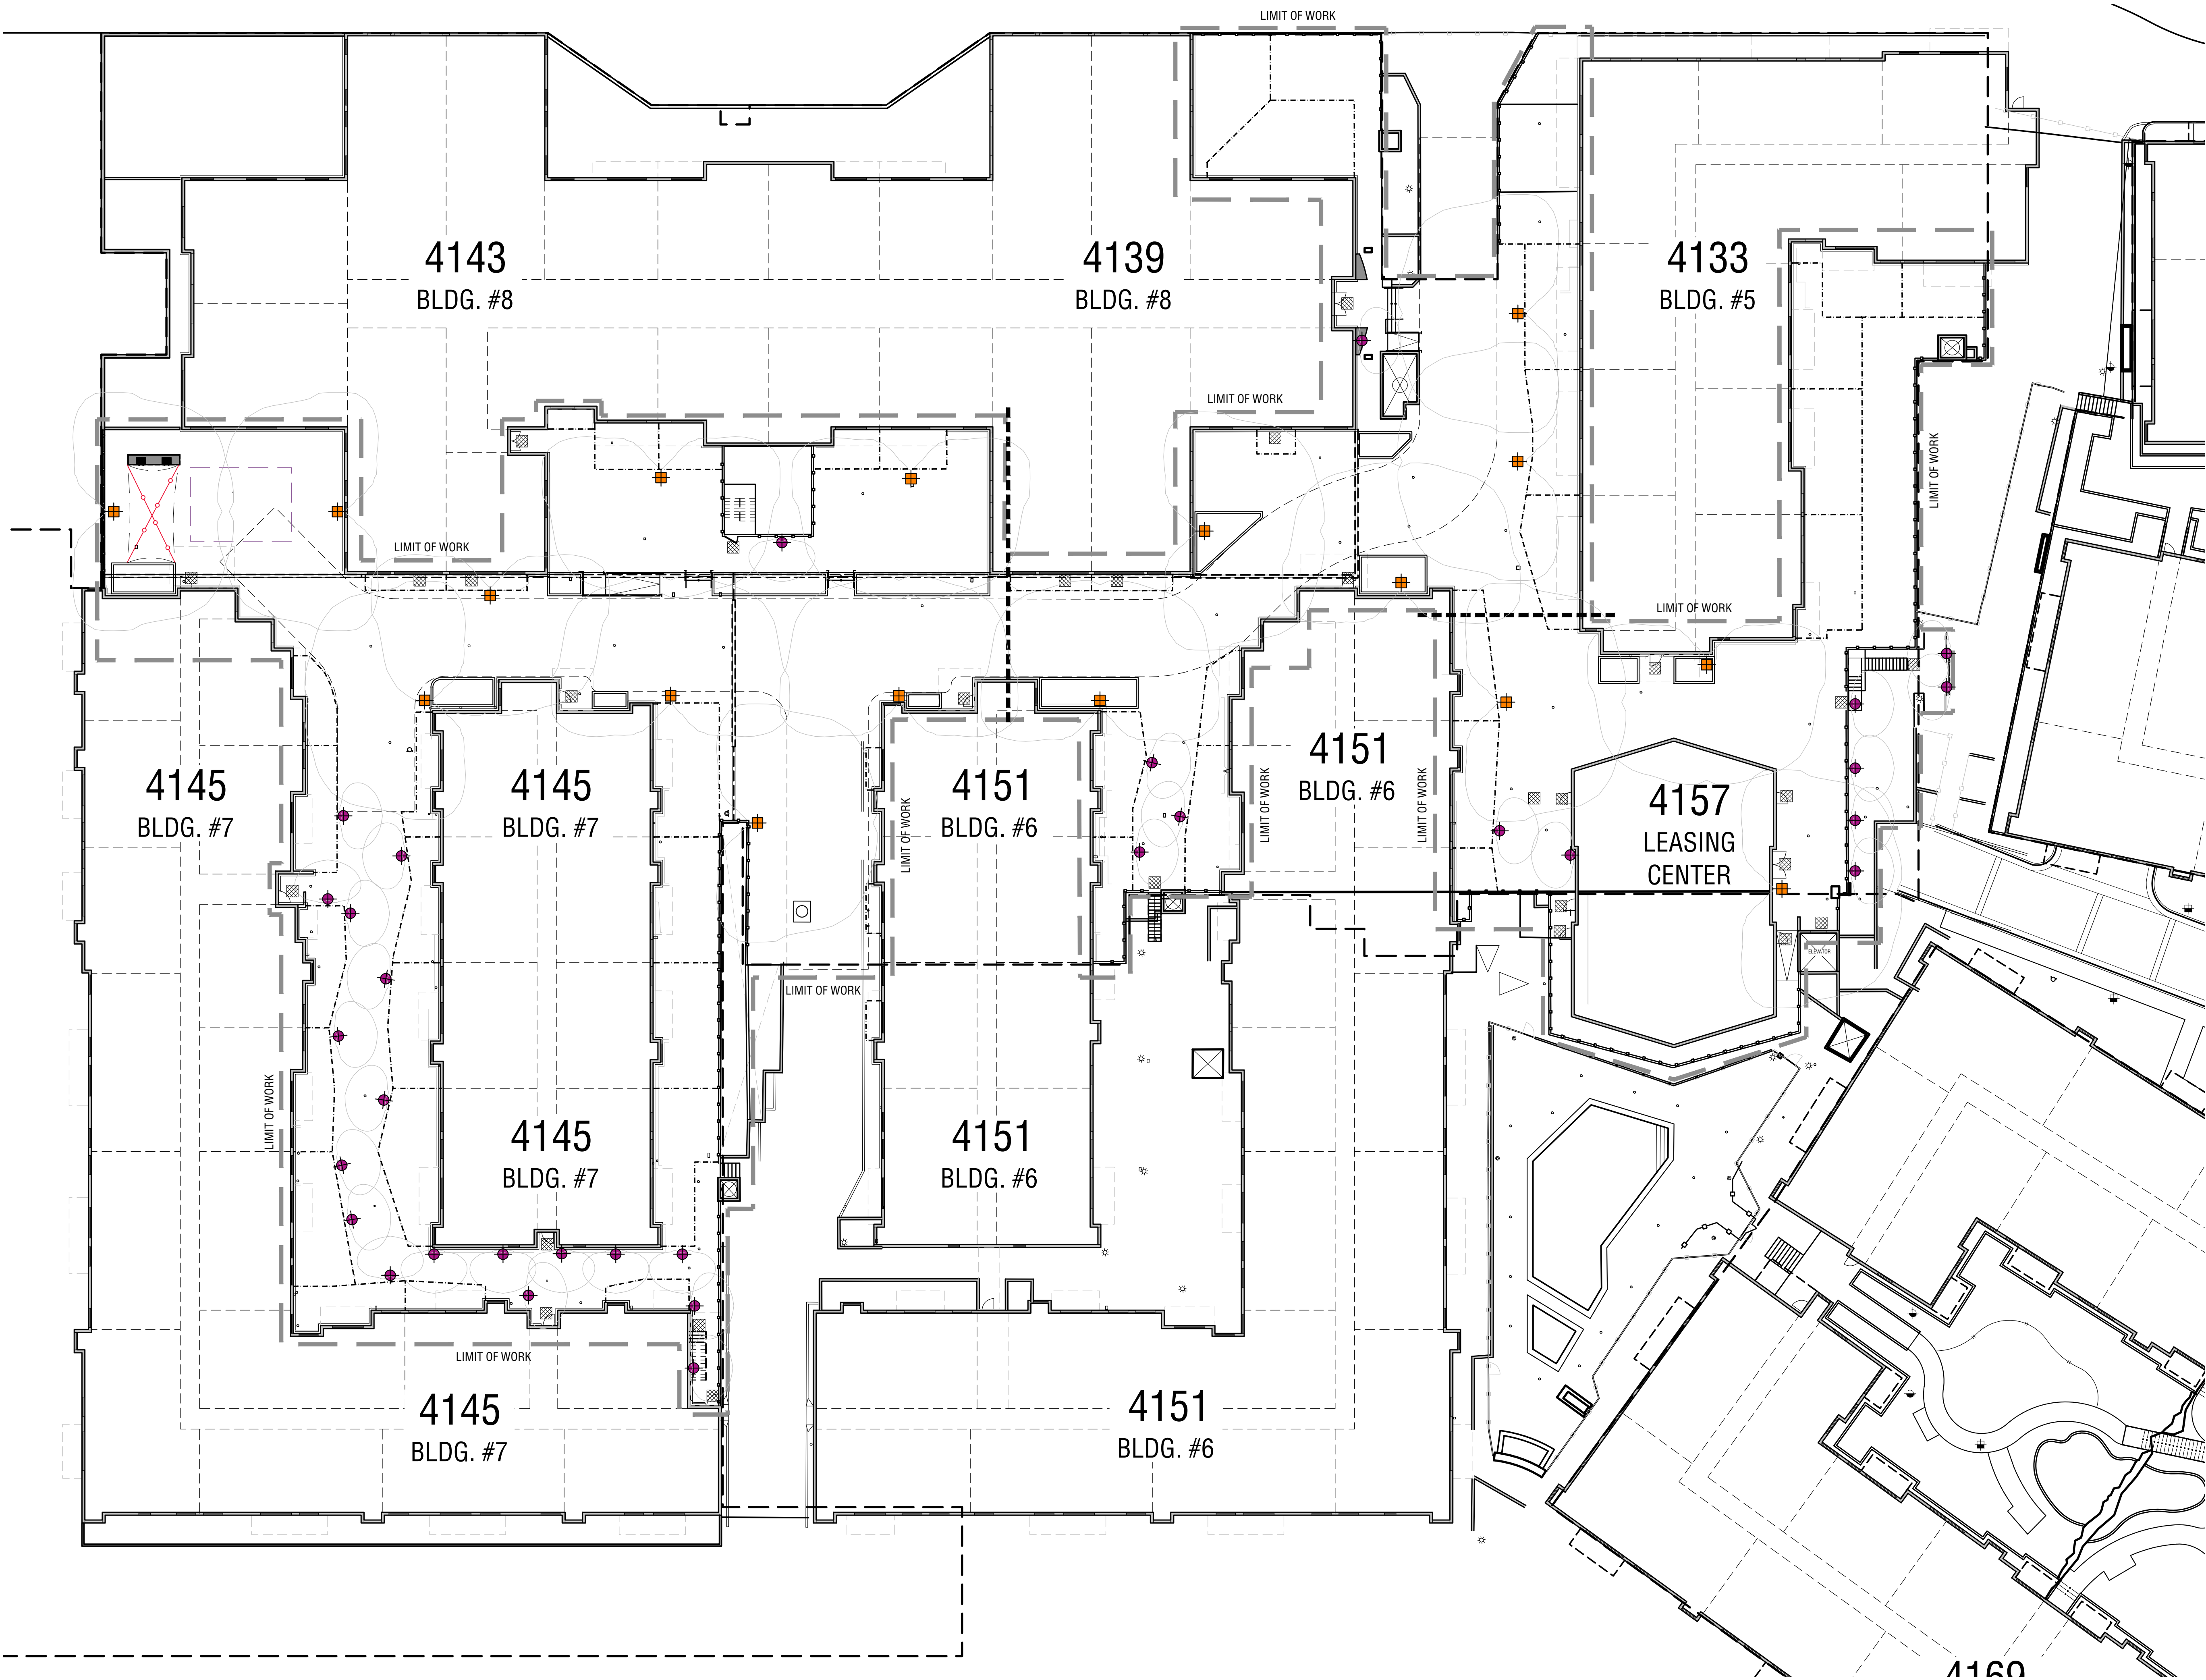 LIMIT OF WORK
4143
BLDG. #8
4139
BLDG. #8
4133
BLDG. #5
LIMIT OF WORK
LIMIT OF WORK
LIMIT OF WORK
LIMIT OF WORK
4145
BLDG. #7
4145
BLDG. #7
LIMIT OF WORK
4151
BLDG. #6
LIMIT OF WORK
4151
BLDG. #6
LIMIT OF WORK
4157
LEASING
CENTER
ELEVATOR
LIMIT OF WORK
LIMIT OF WORK
4145
BLDG. #7
4151
BLDG. #6
LIMIT OF WORK
4145
BLDG. #7
4151
BLDG. #6
4169